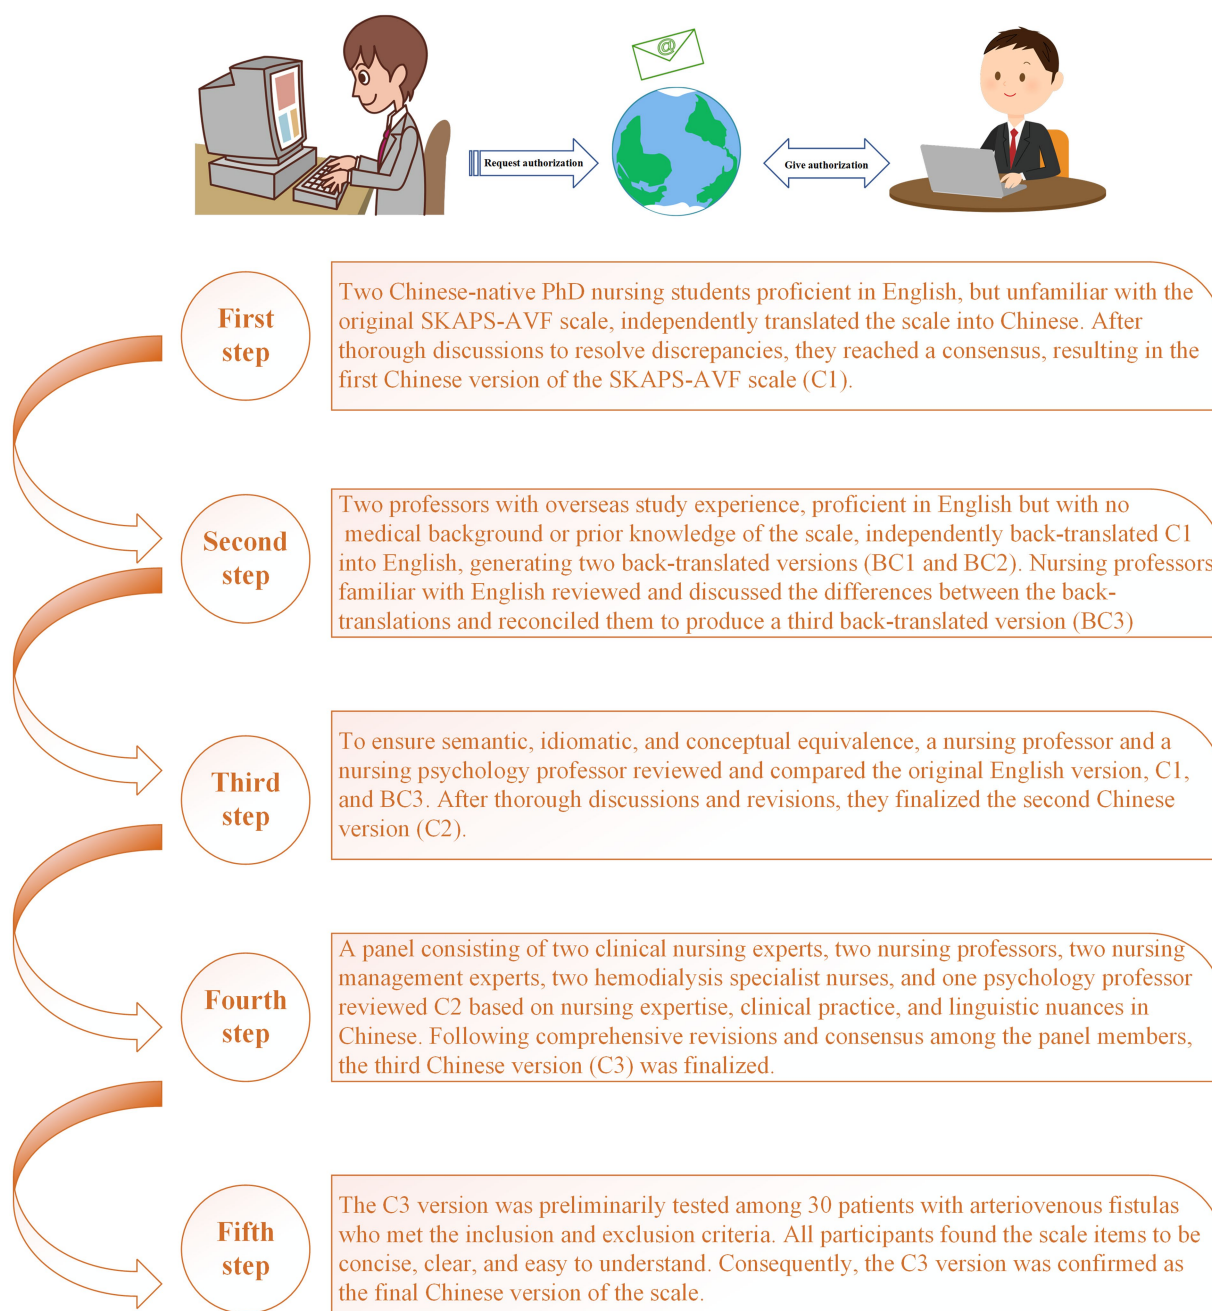 @
Request authorization
Give authorization
First
step
Two Chinese-native PhD nursing students proficient in English, but unfamiliar with the
original SKAPS-AVF scale, independently translated the scale into Chinese. After
thorough discussions to resolve discrepancies, they reached a consensus, resulting in the
first Chinese version of the SKAPS-AVF scale (C1).
Second
step
Two professors with overseas study experience, proficient in English but with no
medical background or prior knowledge of the scale, independently back-translated C1
into English, generating two back-translated versions (BC1 and BC2). Nursing professors
familiar with English reviewed and discussed the differences between the back-
translations and reconciled them to produce a third back-translated version (BC3)
Third
step
To ensure semantic, idiomatic, and conceptual equivalence, a nursing professor and a
nursing psychology professor reviewed and compared the original English version, C1,
and BC3. After thorough discussions and revisions, they finalized the second Chinese
version (C2).
Fourth
step
A panel consisting of two clinical nursing experts, two nursing professors, two nursing
management experts, two hemodialysis specialist nurses, and one psychology professor
reviewed C2 based on nursing expertise, clinical practice, and linguistic nuances in
Chinese. Following comprehensive revisions and consensus among the panel members,
the third Chinese version (C3) was finalized.
Fifth
step
The C3 version was preliminarily tested among 30 patients with arteriovenous fistulas
who met the inclusion and exclusion criteria. All participants found the scale items to be
concise, clear, and easy to understand. Consequently, the C3 version was confirmed as
the final Chinese version of the scale.